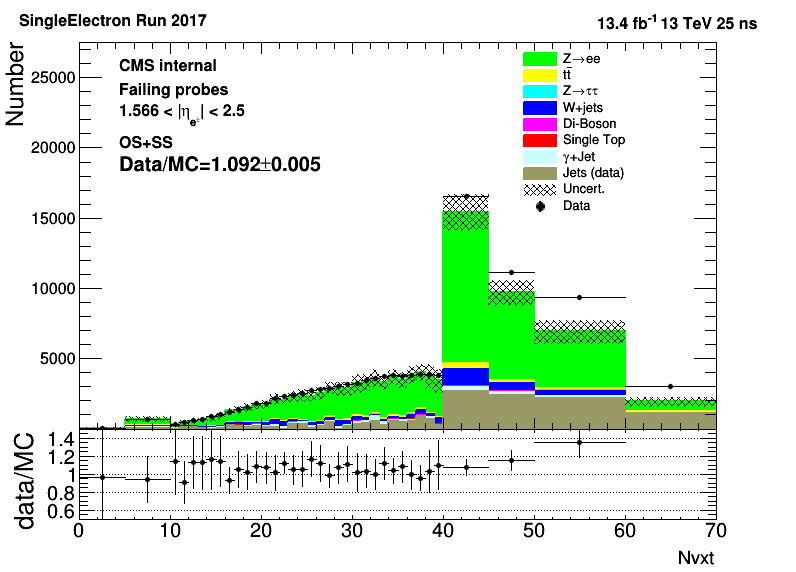 SingleElectron Run 2017
13.4 fb⁻¹ 13 TeV 25 ns
Number
25000
20000
15000
10000
5000
CMS internal
Failing probes
1.566 < |η_e±| < 2.5
OS+SS
Data/MC=1.092±0.005
Z→ee
tt̄
Z→ττ
W+jets
Di-Boson
Single Top
γ+Jet
Jets (data)
Uncert.
Data
data/MC
1.4
1.2
1
0.8
0.6
0 10 20 30 40 50 60 70
Nvxt